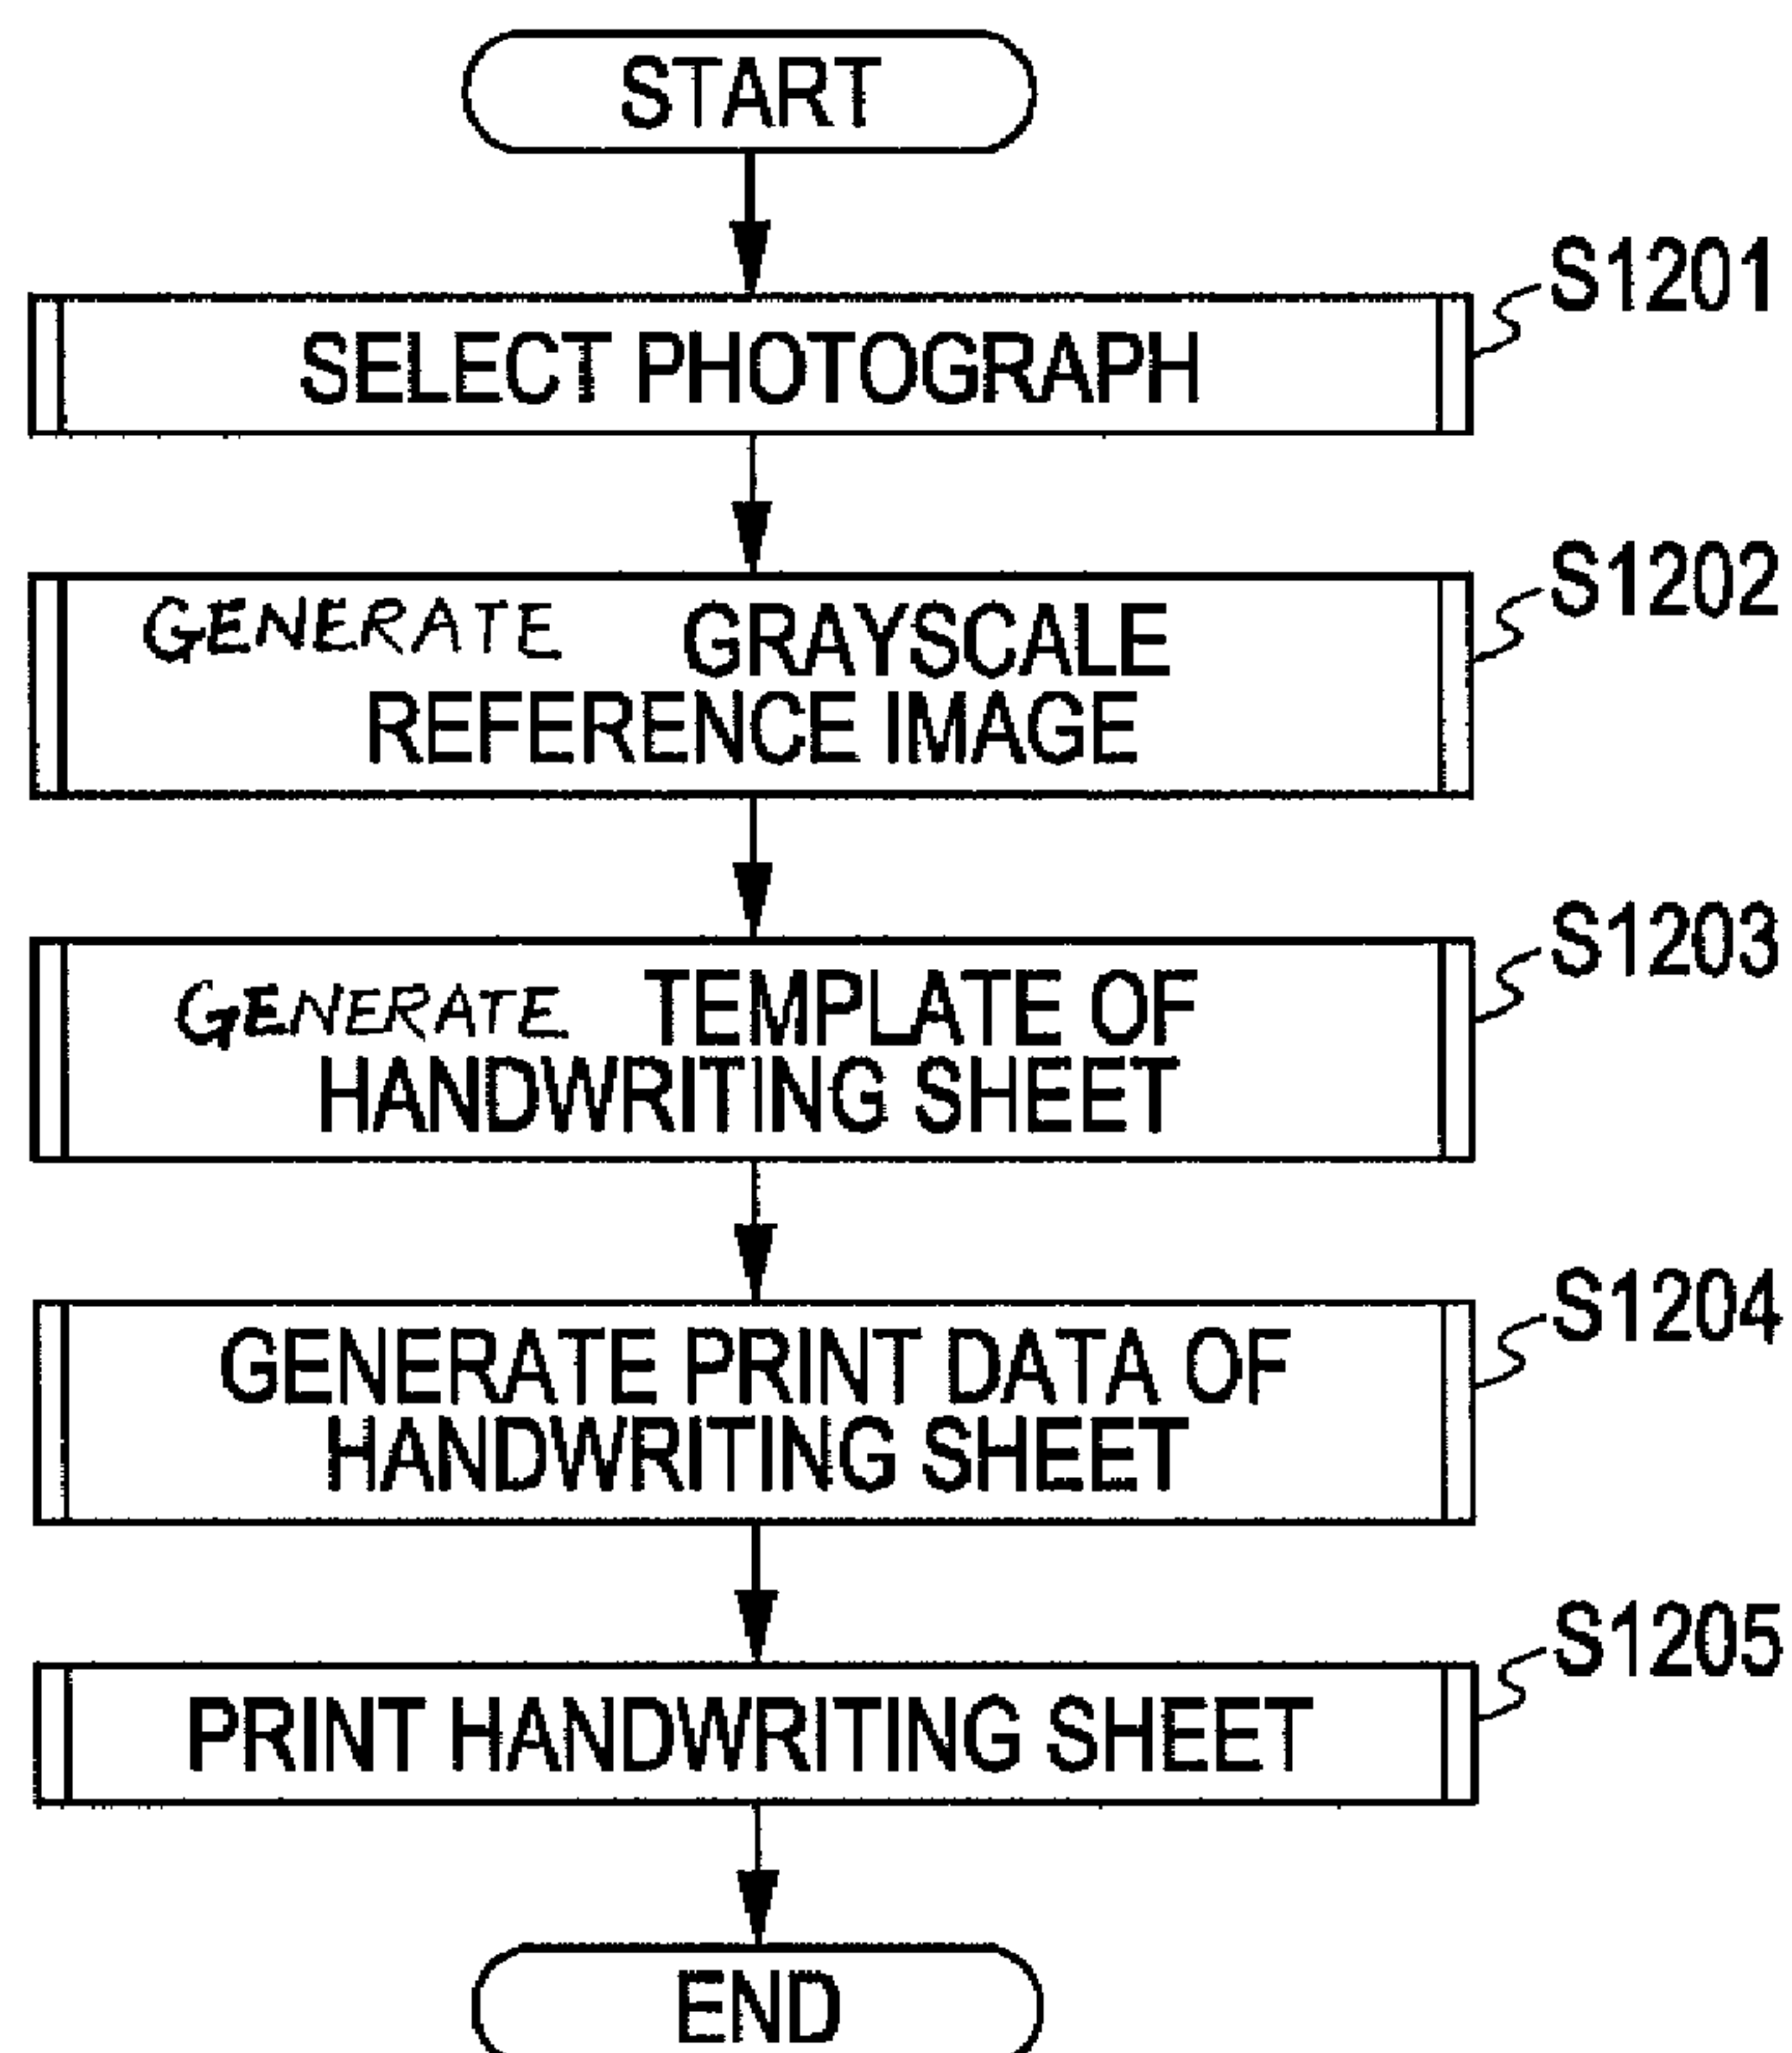 START
S1201
SELECT PHOTOGRAPH
S1202
GENERATE GRAYSCALE
REFERENCE IMAGE
S1203
GENERATE TEMPLATE OF
HANDWRITING SHEET
S1204
GENERATE PRINT DATA OF
HANDWRITING SHEET
S1205
PRINT HANDWRITING SHEET
END